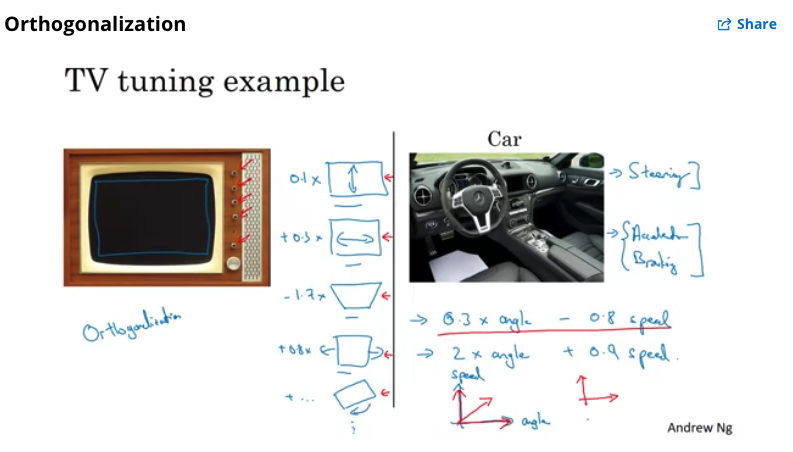 Orthogonalization
Share
TV tuning example
Car
0.1 x
+ 0.3 x
- 1.7 x
+ 0.8 x
+ ...
Orthogonalization
→ Steering
→ Acceleration
Braking
→ 0.3 x angle - 0.8 speed
→ 2 x angle + 0.9 speed.
speed
angle
Andrew Ng